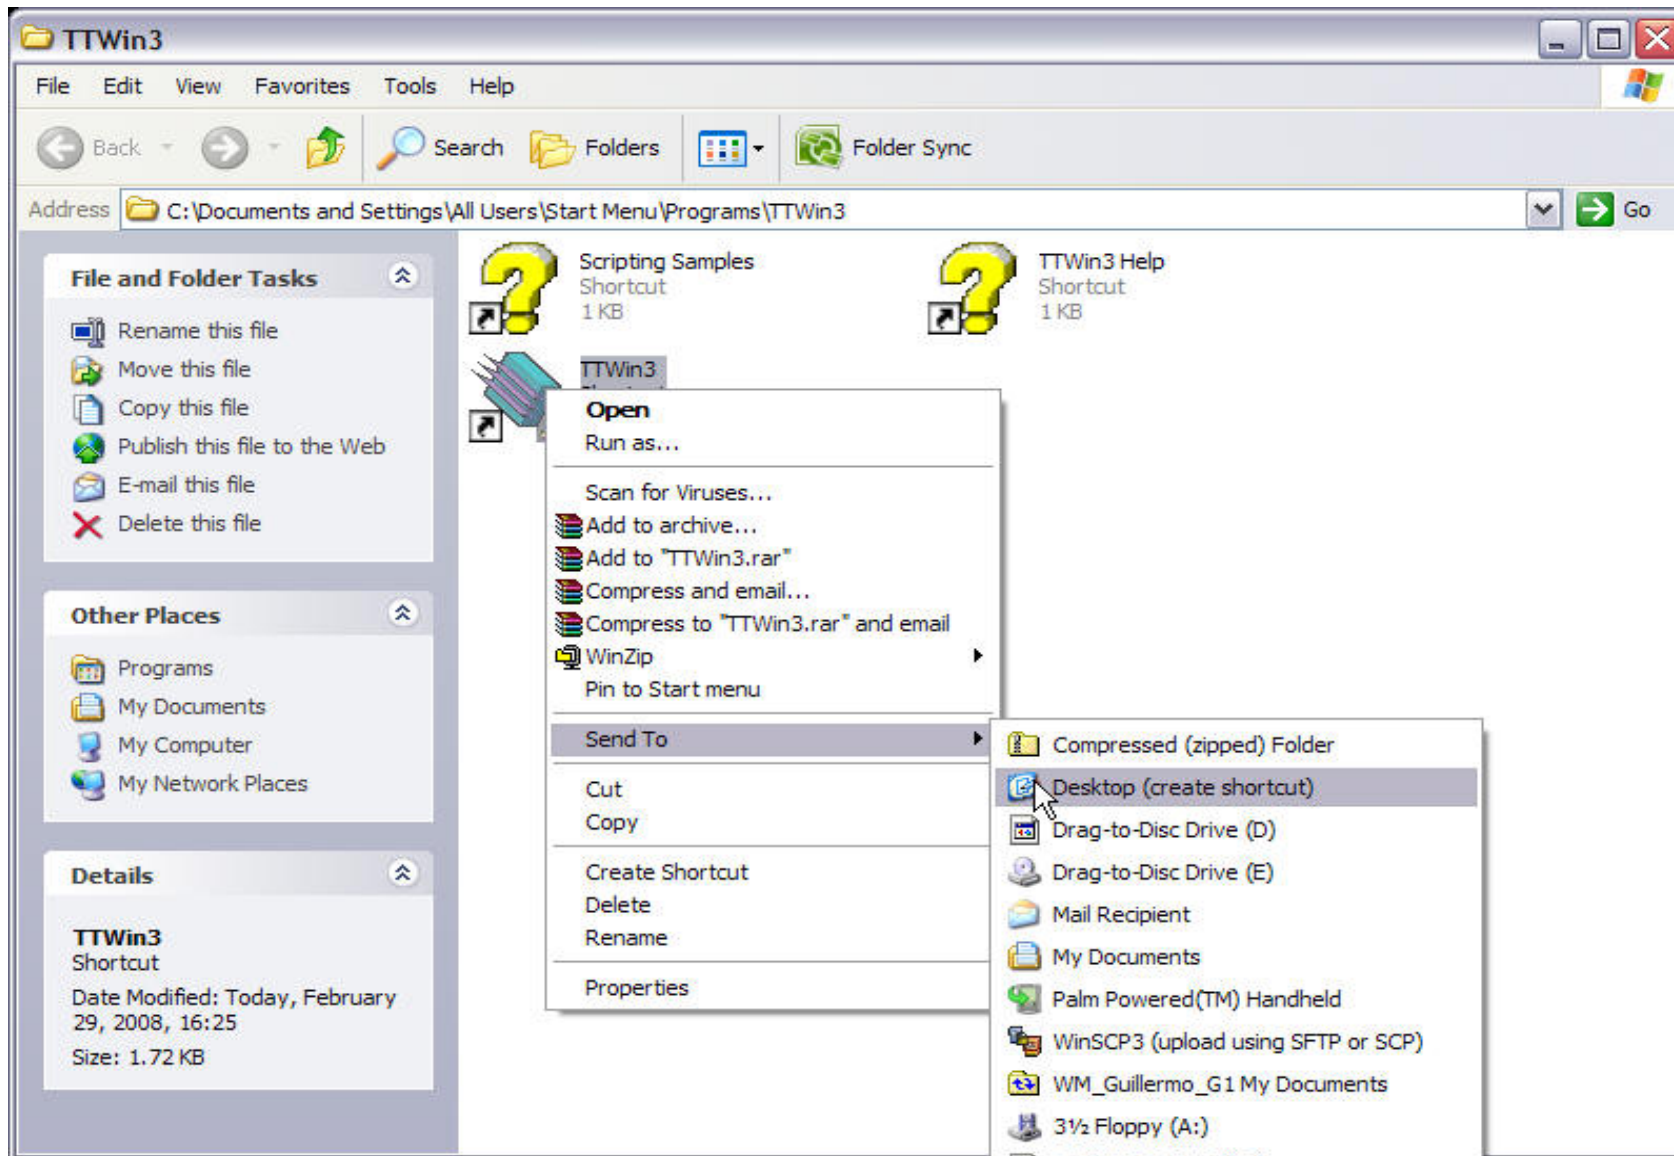 TTWin3
File Edit View Favorites Tools Help
Back Search Folders Folder Sync
Address C:\Documents and Settings\All Users\Start Menu\Programs\TTWin3 Go
File and Folder Tasks
Rename this file
Move this file
Copy this file
Publish this file to the Web
E-mail this file
Delete this file
Other Places
Programs
My Documents
My Computer
My Network Places
Details
TTWin3
Shortcut
Date Modified: Today, February
29, 2008, 16:25
Size: 1.72 KB
Scripting Samples
Shortcut
1 KB
TTWin3 Help
Shortcut
1 KB
TTWin3
Open
Run as...
Scan for Viruses...
Add to archive...
Add to "TTWin3.rar"
Compress and email...
Compress to "TTWin3.rar" and email
WinZip
Pin to Start menu
Send To
Cut
Copy
Create Shortcut
Delete
Rename
Properties
Compressed (zipped) Folder
Desktop (create shortcut)
Drag-to-Disc Drive (D)
Drag-to-Disc Drive (E)
Mail Recipient
My Documents
Palm Powered(TM) Handheld
WinSCP3 (upload using SFTP or SCP)
WM_Guillermo_G1 My Documents
3½ Floppy (A:)